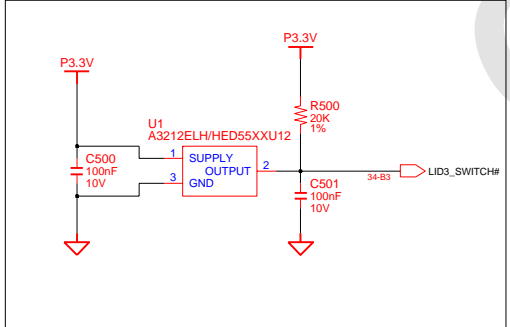 P3.3V
P3.3V
R500
20K
1%
U1
A3212ELH/HED55XXU12
C500
100nF
10V
1 SUPPLY
OUTPUT 2
3 GND
34-B3
LID3_SWITCH#
C501
100nF
10V